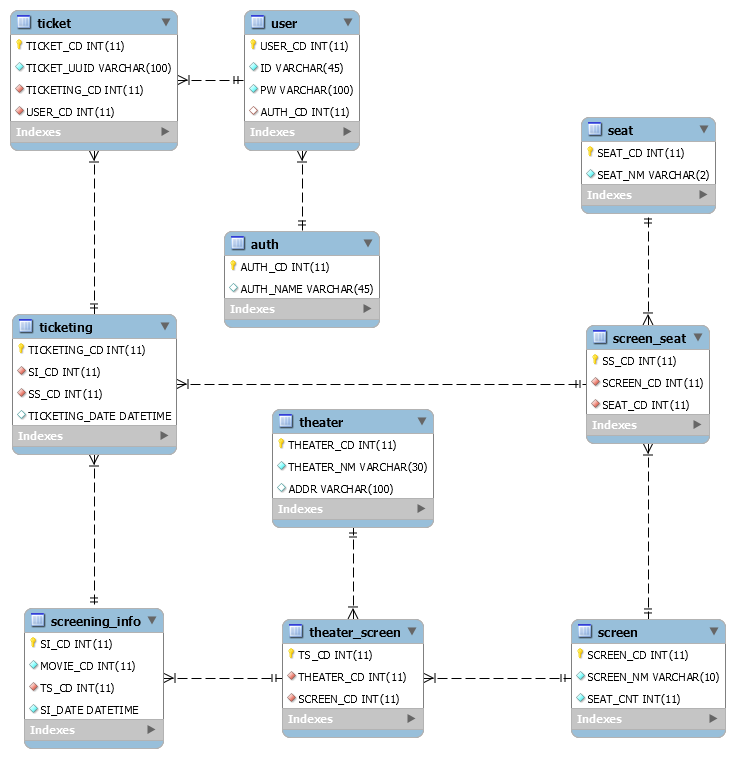 ticket
TICKET_CD INT(11)
TICKET_UUID VARCHAR(100)
TICKETING_CD INT(11)
USER_CD INT(11)
Indexes
user
USER_CD INT(11)
ID VARCHAR(45)
PW VARCHAR(100)
AUTH_CD INT(11)
Indexes
seat
SEAT_CD INT(11)
SEAT_NM VARCHAR(2)
Indexes
auth
AUTH_CD INT(11)
AUTH_NAME VARCHAR(45)
Indexes
ticketing
TICKETING_CD INT(11)
SI_CD INT(11)
SS_CD INT(11)
TICKETING_DATE DATETIME
Indexes
screen_seat
SS_CD INT(11)
SCREEN_CD INT(11)
SEAT_CD INT(11)
Indexes
theater
THEATER_CD INT(11)
THEATER_NM VARCHAR(30)
ADDR VARCHAR(100)
Indexes
screening_info
SI_CD INT(11)
MOVIE_CD INT(11)
TS_CD INT(11)
SI_DATE DATETIME
Indexes
theater_screen
TS_CD INT(11)
THEATER_CD INT(11)
SCREEN_CD INT(11)
Indexes
screen
SCREEN_CD INT(11)
SCREEN_NM VARCHAR(10)
SEAT_CNT INT(11)
Indexes